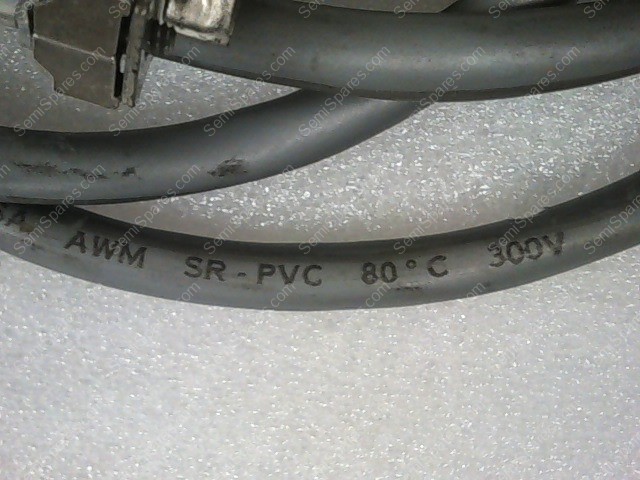 AWM SR-PVC 80°C 300V
SemiSpares.com